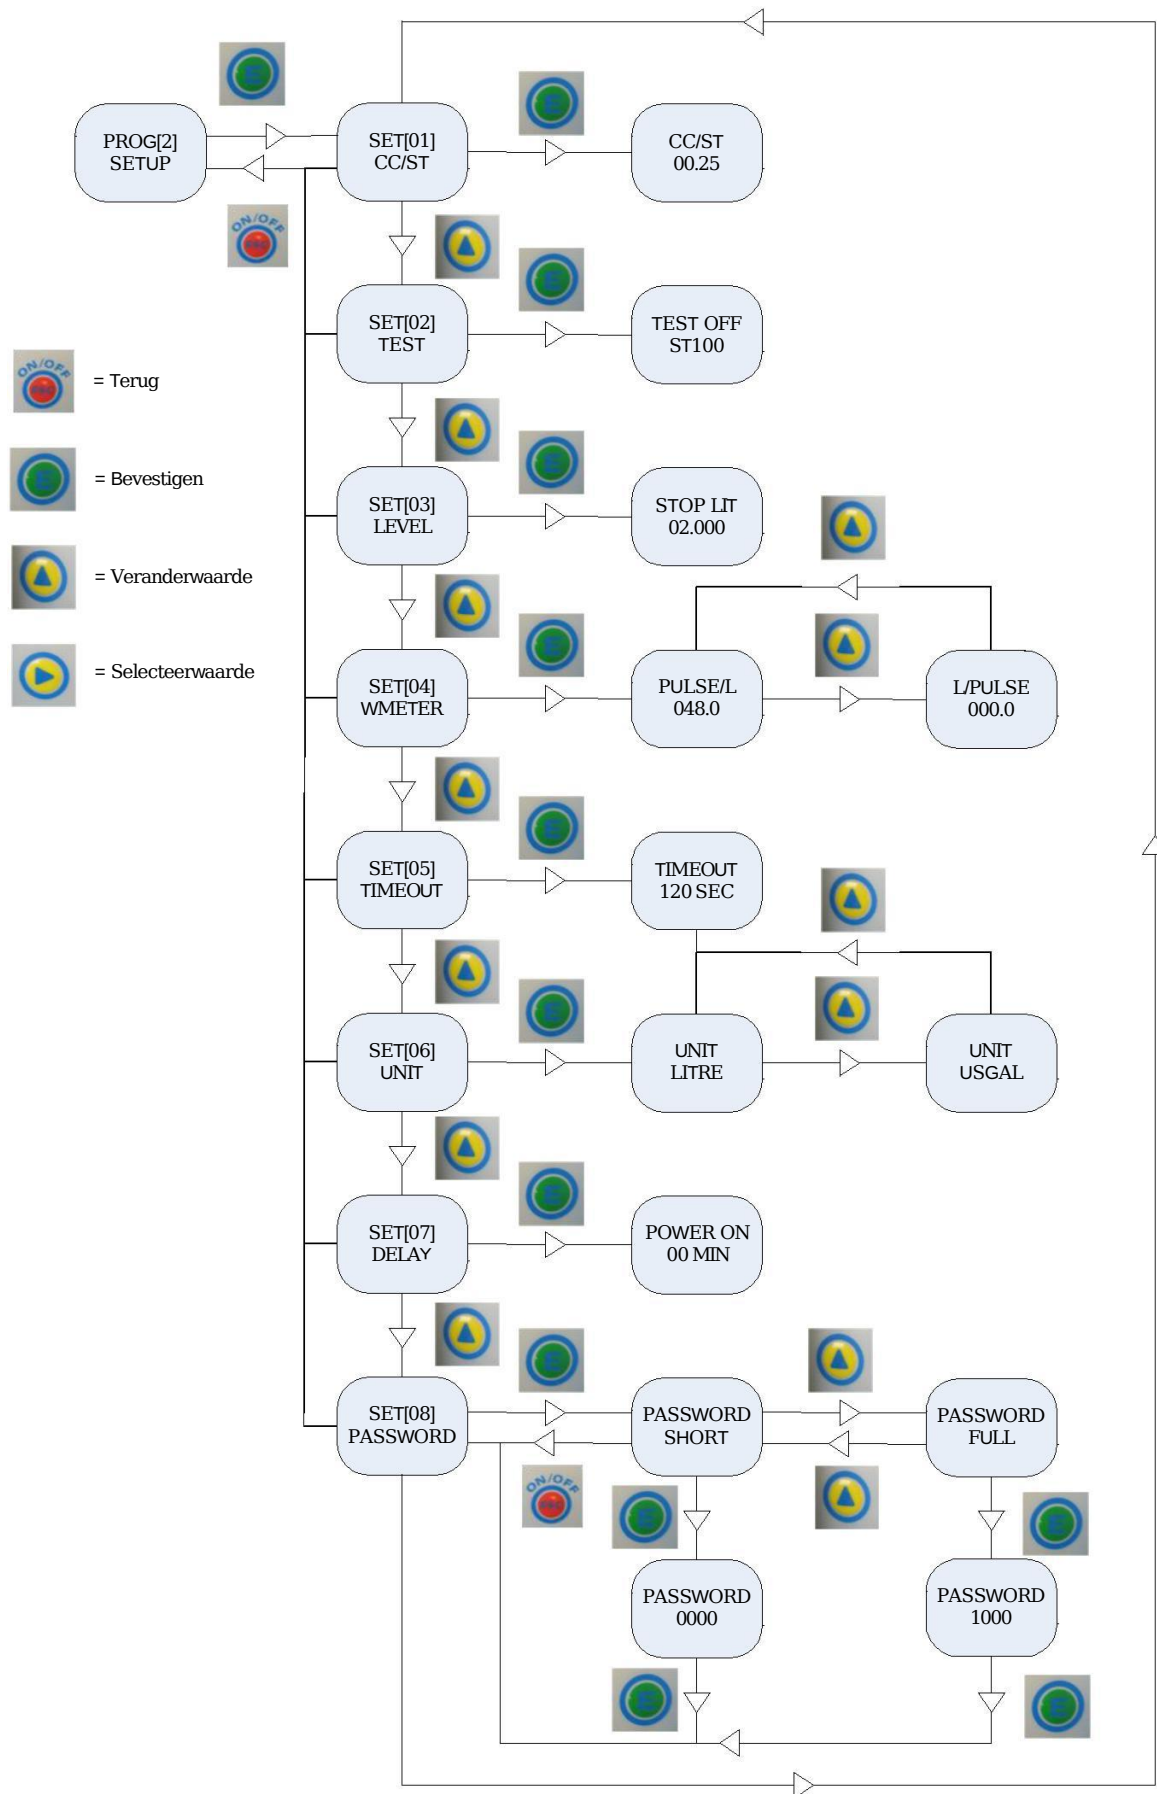 PROG[2]
SETUP
SET[01]
CC/ST
CC/ST
00.25
ON/OFF
SET[02]
TEST
TEST OFF
ST100
ON/OFF
= Terug
E
= Bevestigen
= Veranderwaarde
= Selecteerwaarde
SET[03]
LEVEL
STOP LIT
02.000
SET[04]
WMETER
PULSE/L
048.0
L/PULSE
000.0
SET[05]
TIMEOUT
TIMEOUT
120 SEC
SET[06]
UNIT
UNIT
LITRE
UNIT
USGAL
SET[07]
DELAY
POWER ON
00 MIN
SET[08]
PASSWORD
PASSWORD
SHORT
PASSWORD
FULL
ON/OFF
PASSWORD
0000
PASSWORD
1000